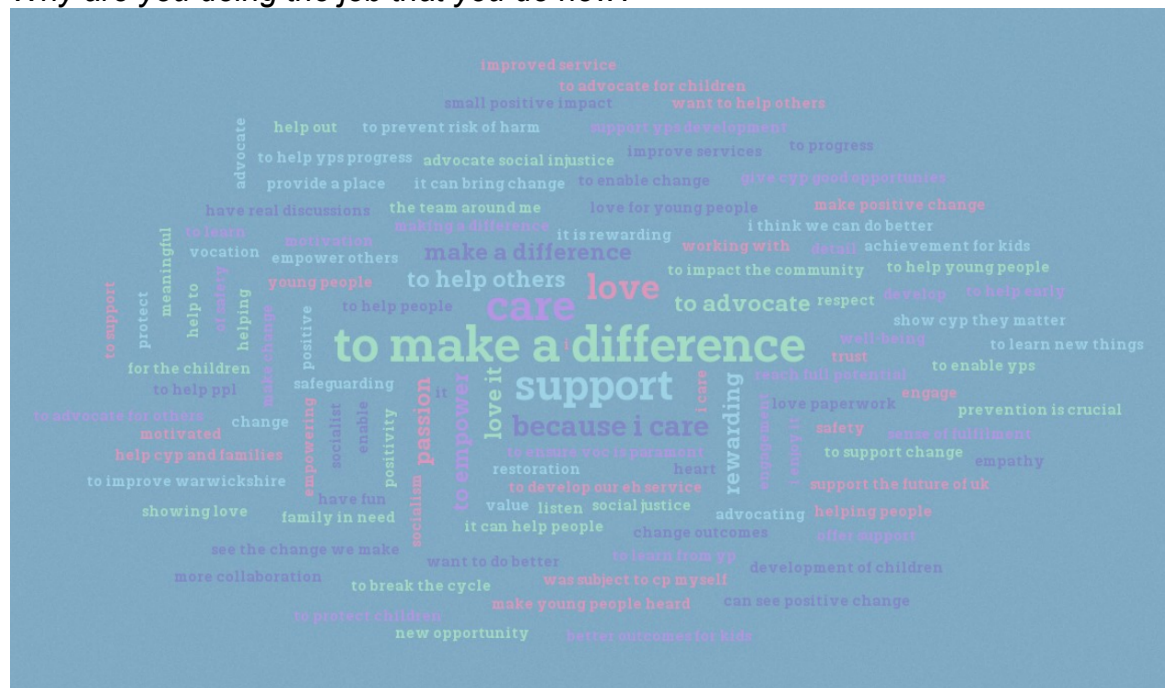 Why are you doing the job that you do now?
improved service
to advocate for children
small positive impact
want to help others
advocate
help out
to prevent risk of harm
support yps development
to help yps progress
advocate social injustice
improve services
to progress
provide a place
it can bring change
to enable change
give cyp good opportunites
have real discussions
the team around me
love for young people
make positive change
to learn
motivation
making a difference
it is rewarding
i think we can do better
meaningful
vocation
empower others
make a difference
working with
detail
achievement for kids
young people
to help others
love
to impact the community
to help young people
to support
protect
help to
of safety
helping
make change
positive
to help people
care
to advocate
respect
develop
to help early
show cyp they matter
to make a difference
i
well-being
to learn new things
for the children
trust
to enable yps
to help ppl
safeguarding
it
support
i care
reach full potential
engage
to advocate for others
change
empowering
socialist
enable
positivity
passion
to empower
love it
because i care
rewarding
engagement
i enjoy it
love paperwork
prevention is crucial
motivated
safety
sense of fulfilment
help cyp and families
to ensure voc is parament
to support change
empathy
to improve warwickshire
have fun
restoration
heart
to develop our eh service
support the future of uk
showing love
family in need
socialism
value
listen
social justice
advocating
helping people
it can help people
change outcomes
offer support
see the change we make
want to do better
to learn from yp
development of children
more collaboration
to break the cycle
was subject to cp myself
make young people heard
can see positive change
to protect children
new opportunity
better outcomes for kids